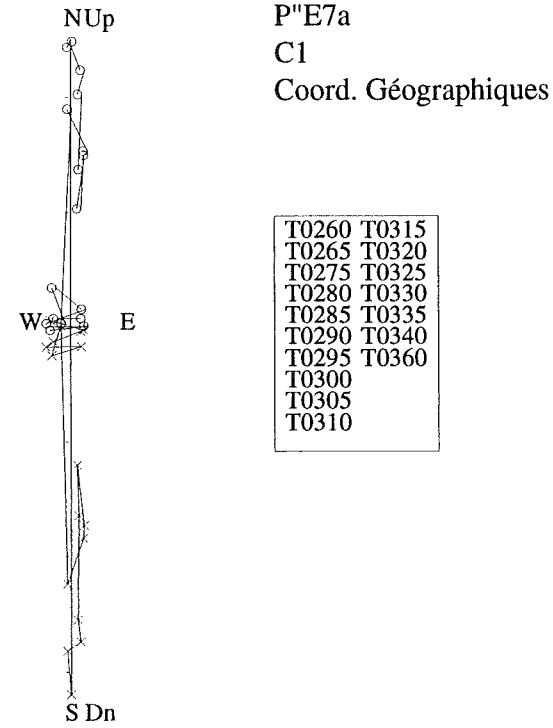 NUp
P"E7a
C1
Coord. Géographiques
T0260 T0315
T0265 T0320
T0275 T0325
T0280 T0330
T0285 T0335
T0290 T0340
T0295 T0360
T0300
T0305
T0310
W E
S Dn